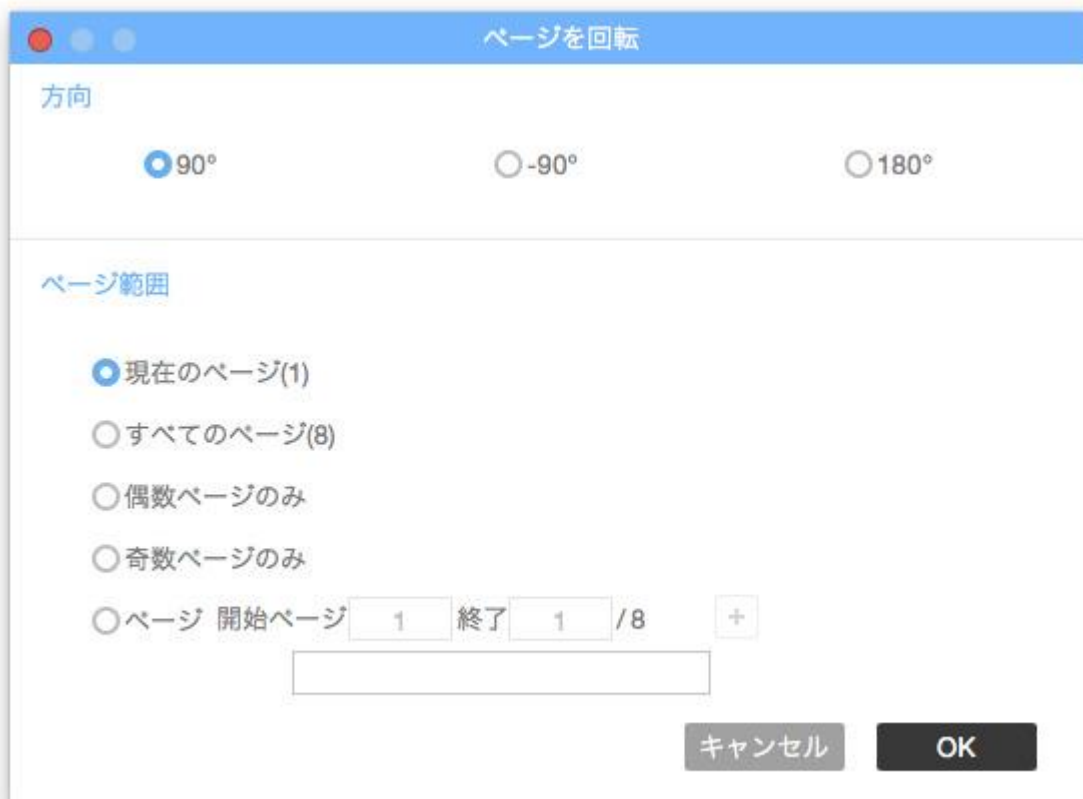 ページを回転
方向
90° -90° 180°
ページ範囲
現在のページ(1)
すべてのページ(8)
偶数ページのみ
奇数ページのみ
ページ 開始ページ 1 終了 1 / 8 +
キャンセル OK